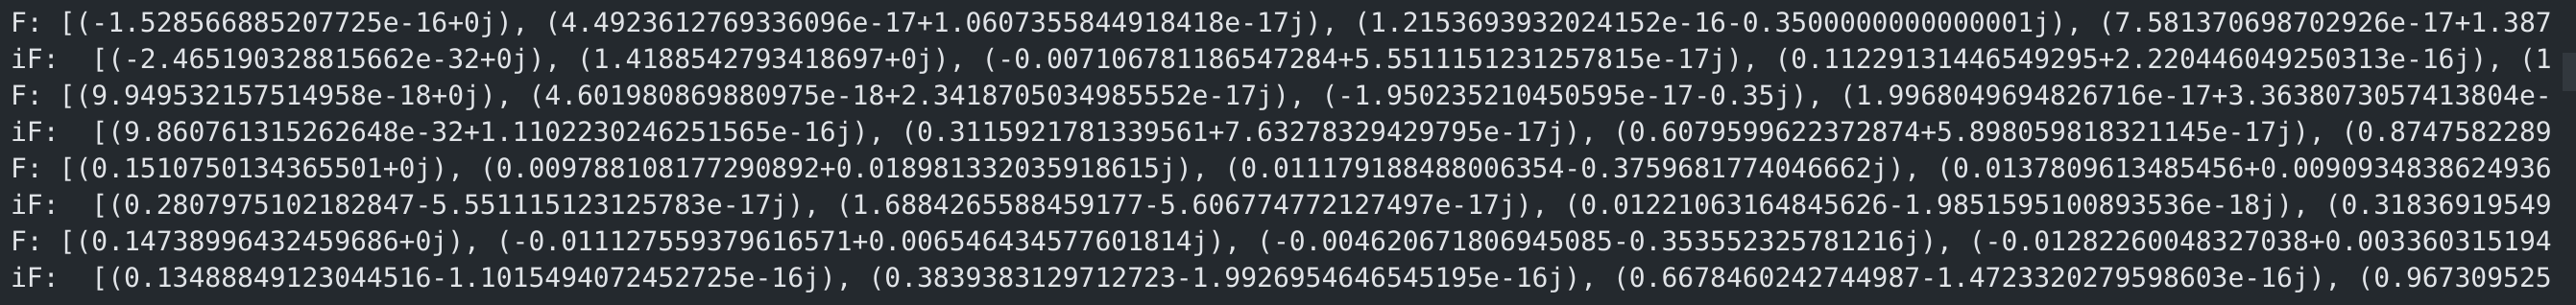 F: [(-1.528566885207725e-16+0j), (4.4923612769336096e-17+1.0607355844918418e-17j), (1.2153693932024152e-16-0.3500000000000001j), (7.581370698702926e-17+1.387
iF:  [(-2.465190328815662e-32+0j), (1.4188542793418697+0j), (-0.007106781186547284+5.5511151231257815e-17j), (0.11229131446549295+2.220446049250313e-16j), (1
F: [(9.949532157514958e-18+0j), (4.601980869880975e-18+2.3418705034985552e-17j), (-1.950235210450595e-17-0.35j), (1.9968049694826716e-17+3.3638073057413804e-
iF:  [(9.860761315262648e-32+1.1102230246251565e-16j), (0.3115921781339561+7.63278329429795e-17j), (0.6079599622372874+5.898059818321145e-17j), (0.8747582289
F: [(0.1510750134365501+0j), (0.009788108177290892+0.018981332035918615j), (0.011179188488006354-0.3759681774046662j), (0.0137809613485456+0.0090934838624936
iF:  [(0.2807975102182847-5.551115123125783e-17j), (1.6884265588459177-5.606774772127497e-17j), (0.01221063164845626-1.9851595100893536e-18j), (0.31836919549
F: [(0.14738996432459686+0j), (-0.011127559379616571+0.006546434577601814j), (-0.004620671806945085-0.353552325781216j), (-0.01282260048327038+0.003360315194
iF:  [(0.13488849123044516-1.1015494072452725e-16j), (0.3839383129712723-1.9926954646545195e-16j), (0.6678460242744987-1.4723320279598603e-16j), (0.967309525